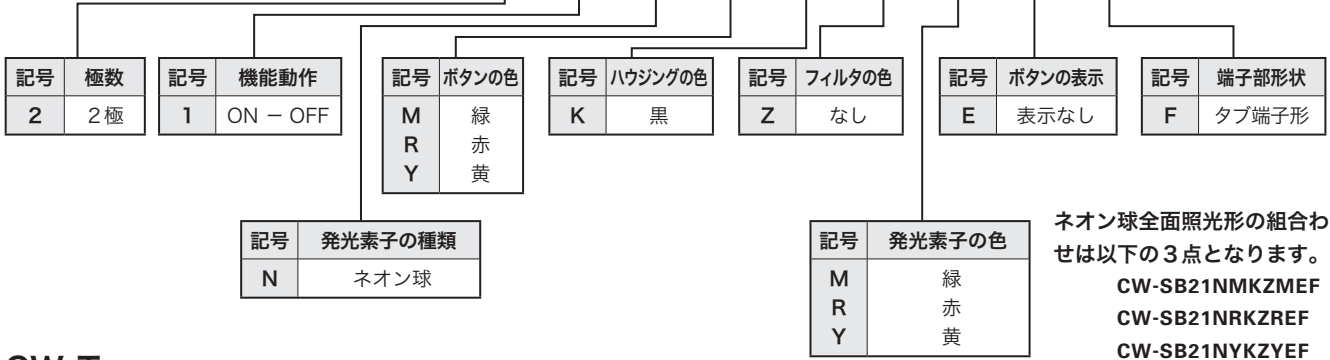 記号 極数
2 2極
記号 機能動作
1 ON － OFF
記号 ボタンの色
M 緑
R 赤
Y 黄
記号 ハウジングの色
K 黒
記号 フィルタの色
Z なし
記号 ボタンの表示
E 表示なし
記号 端子部形状
F タブ端子形
記号 発光素子の種類
N ネオン球
記号 発光素子の色
M 緑
R 赤
Y 黄
ネオン球全面照光形の組合わ
せは以下の３点となります。
CW-SB21NMKZMEF
CW-SB21NRKZREF
CW-SB21NYKZYEF